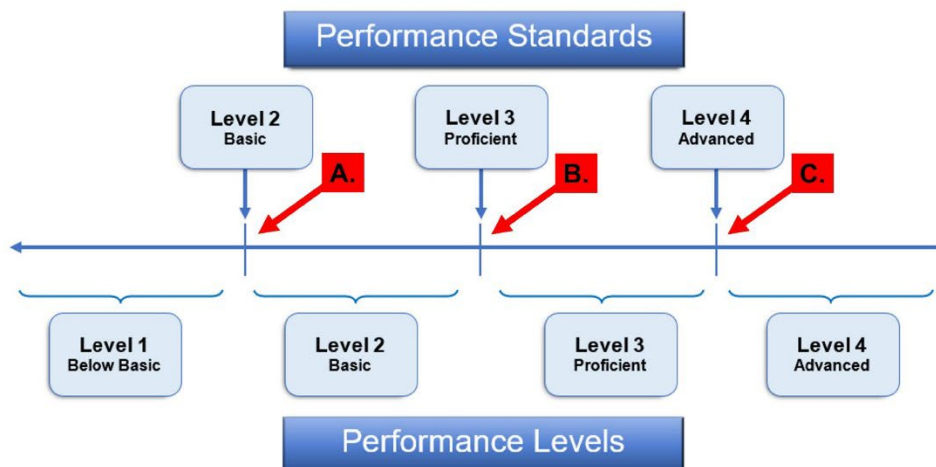 Performance Standards
Level 2
Basic
Level 3
Proficient
Level 4
Advanced
A.
B.
C.
Level 1
Below Basic
Level 2
Basic
Level 3
Proficient
Level 4
Advanced
Performance Levels